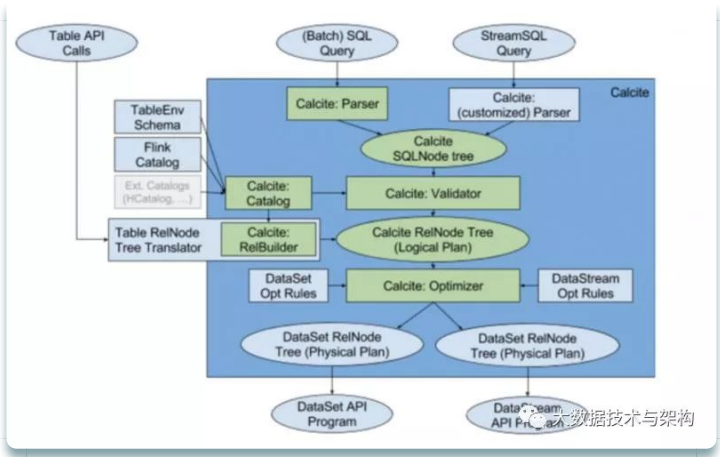 Table API
Calls
(Batch) SQL
Query
StreamSQL
Query
Calcite
Calcite: Parser
Calcite:
(customized) Parser
TableEnv
Schema
Flink
Catalog
Ext. Catalogs
(HCatalog, ...)
Calcite
SQLNode tree
Calcite:
Catalog
Calcite: Validator
Table RelNode
Tree Translator
Calcite:
RelBuilder
Calcite RelNode Tree
(Logical Plan)
DataSet
Opt Rules
Calcite: Optimizer
DataStream
Opt Rules
DataSet RelNode
Tree (Physical Plan)
DataSet RelNode
Tree (Physical Plan)
DataSet API
Program
DataStream
API Program
大数据技术与架构